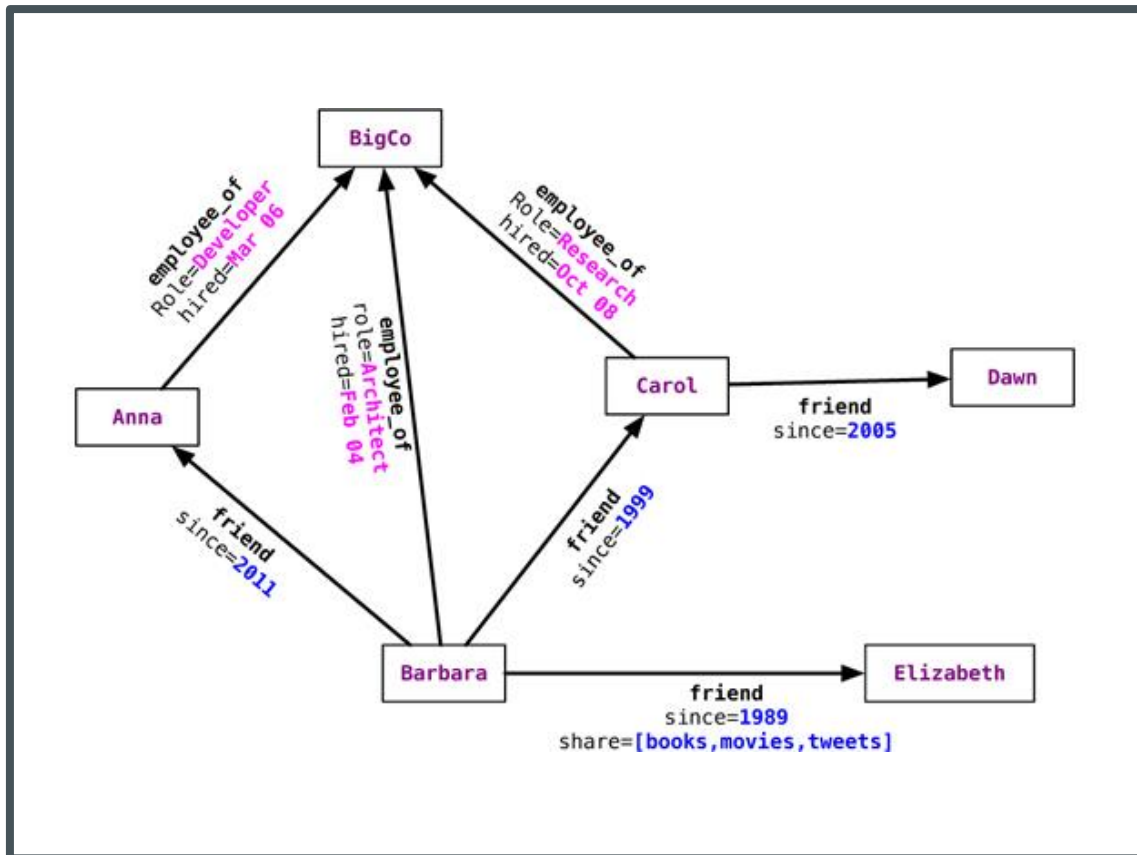 BigCo
employee_of
Role=Developer
hired=Mar 06
employee_of
Role=Research
hired=Oct 08
employee_of
role=Architect
hired=Feb 04
Anna
Carol
Dawn
friend
since=2005
friend
since=2011
friend
since=1999
Barbara
Elizabeth
friend
since=1989
share=[books,movies,tweets]